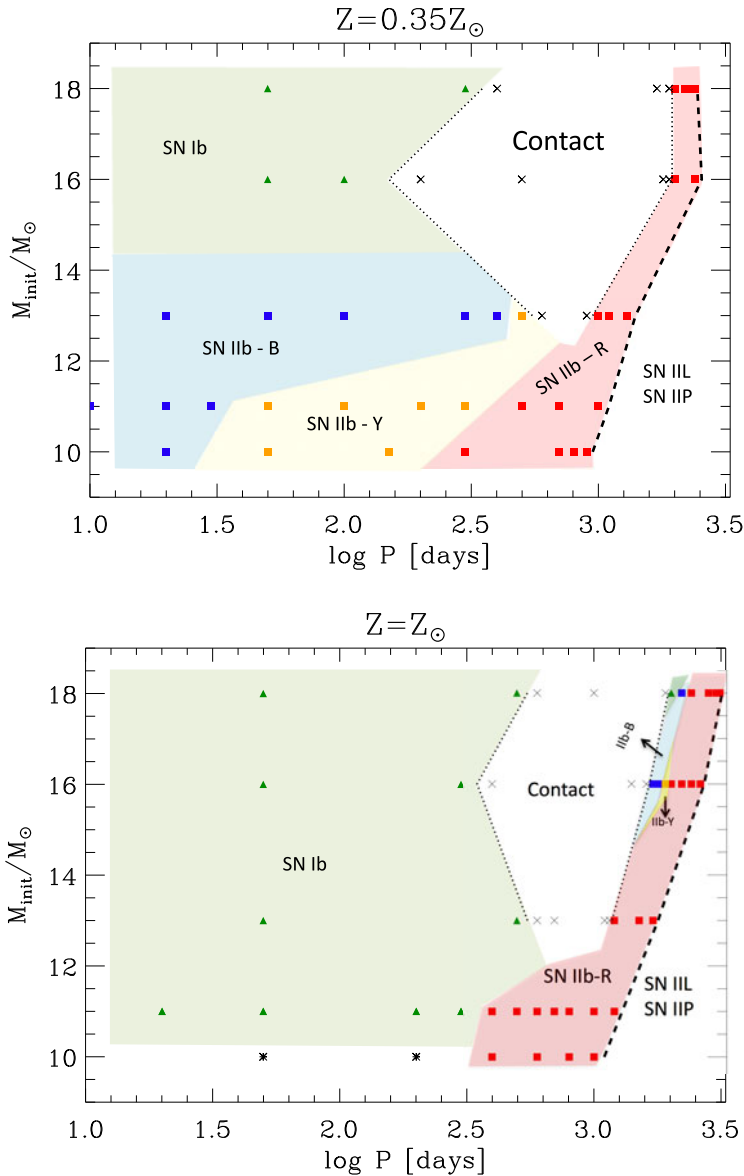 Z=0.35Z⊙
18
16
14
12
10
M_init/M⊙
SN Ib
Contact
SN IIb - B
SN IIb – R
SN IIb - Y
SN IIL
SN IIP
1.0 1.5 2.0 2.5 3.0 3.5
log P [days]
Z=Z⊙
18
16
14
12
10
M_init/M⊙
IIb-B
Contact
IIb-Y
SN Ib
SN IIb-R
SN IIL
SN IIP
1.0 1.5 2.0 2.5 3.0 3.5
log P [days]